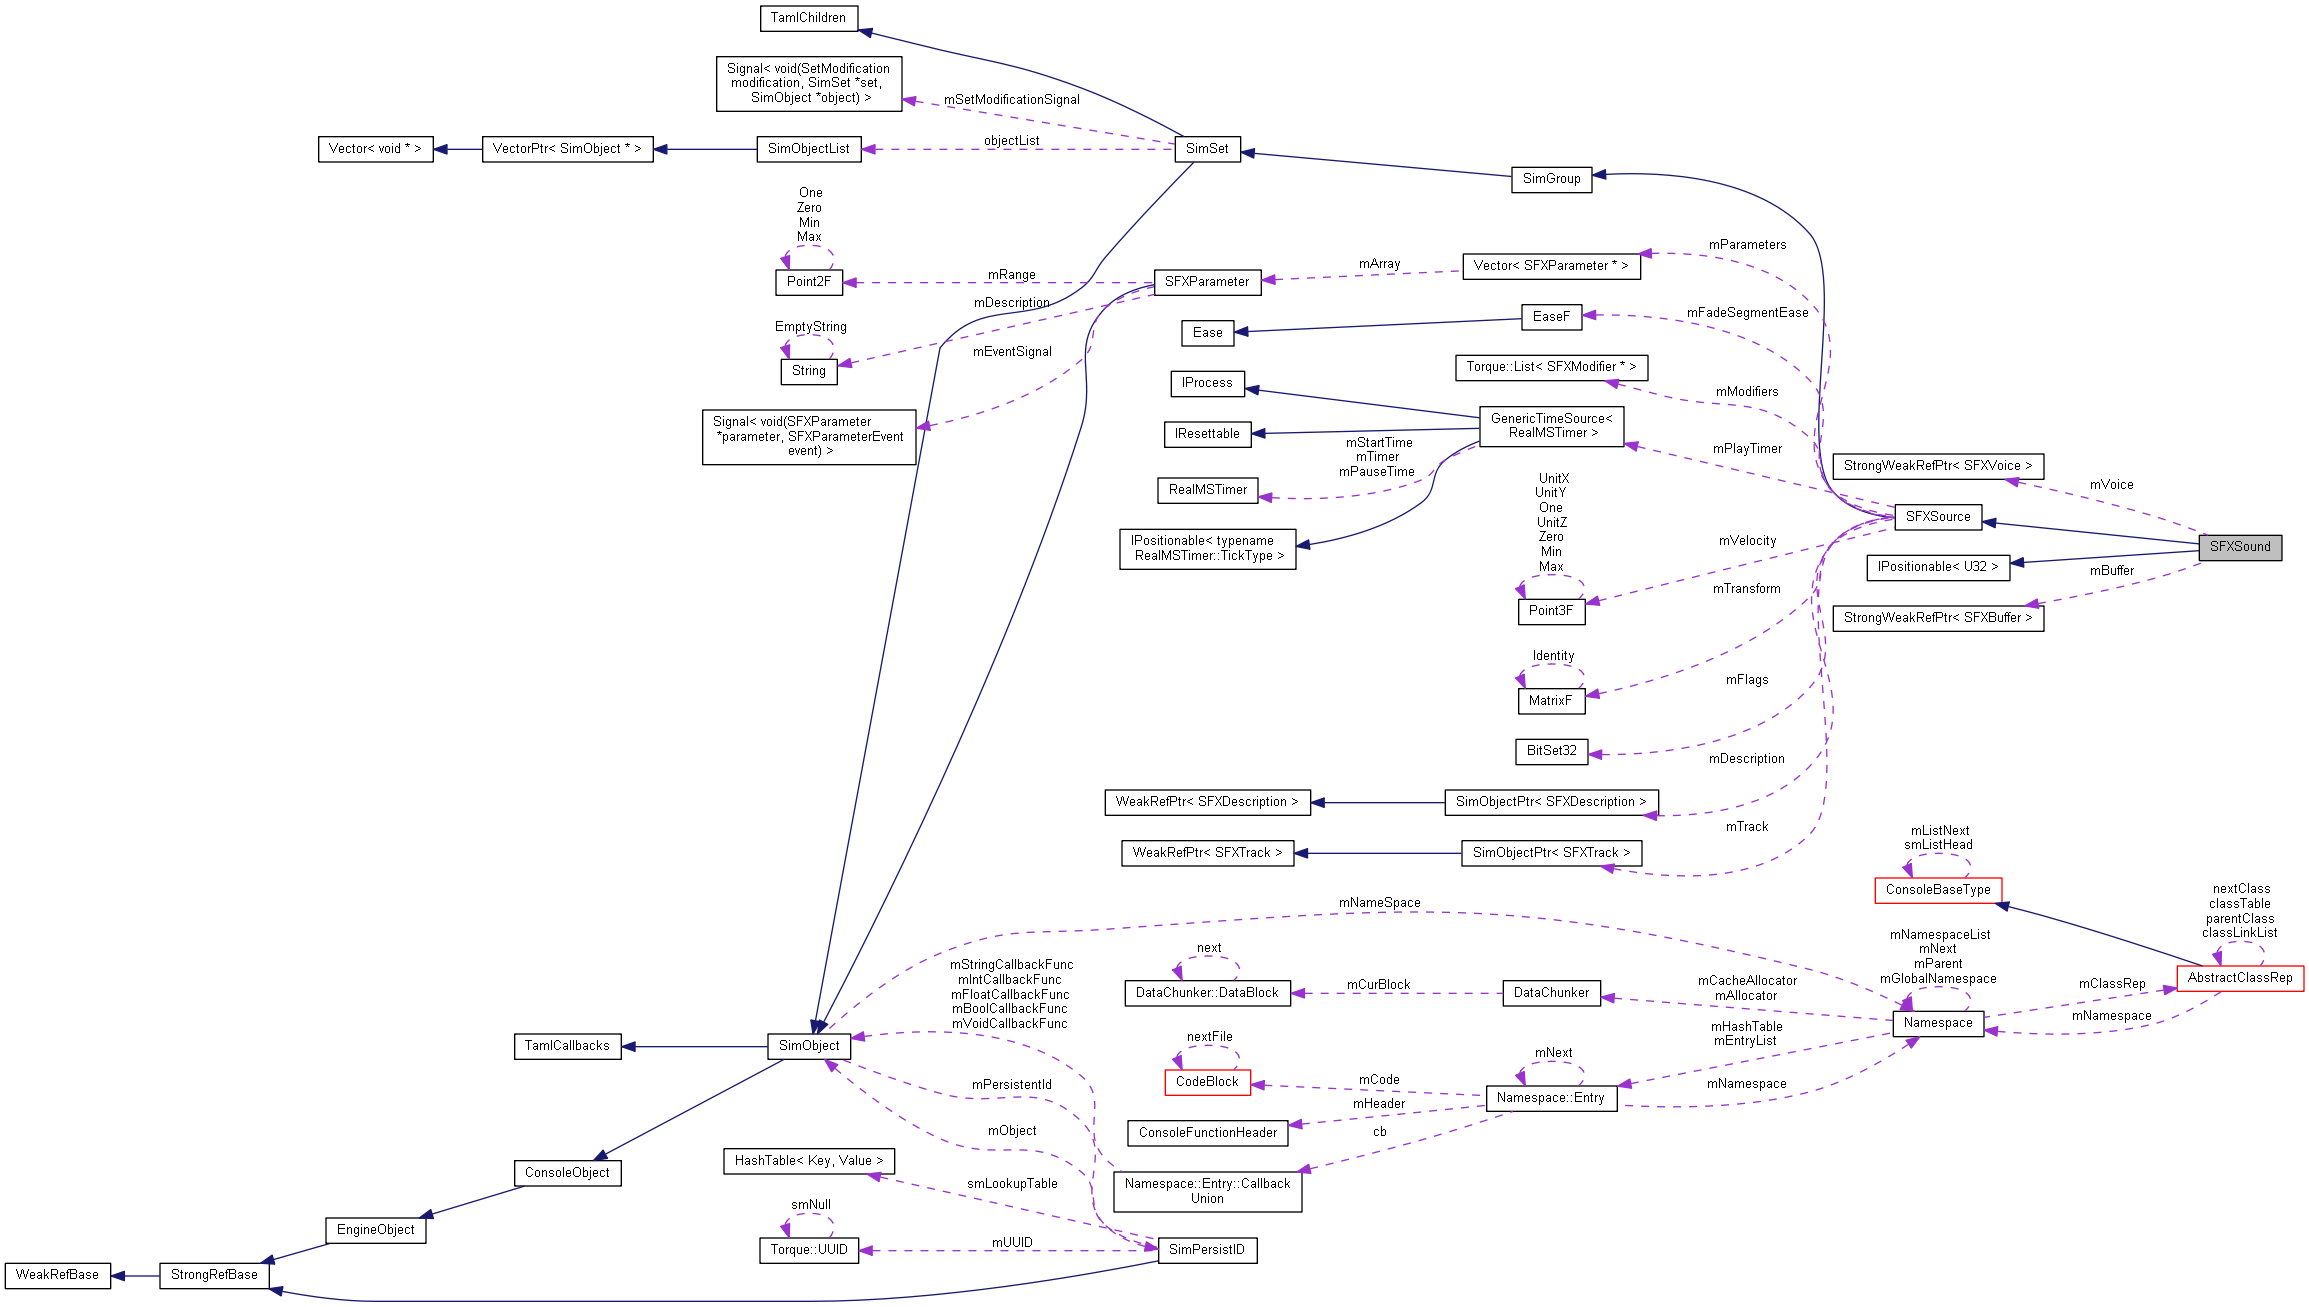 TamlChildren
Signal< void(SetModification
modification, SimSet *set,
SimObject *object) >
mSetModificationSignal
objectList
Vector< void * >
VectorPtr< SimObject * >
SimObjectList
SimSet
SimGroup
One
Zero
Min
Max
Point2F
mRange
mDescription
SFXParameter
mArray
Vector< SFXParameter * >
mParameters
EmptyString
String
mEventSignal
Ease
EaseF
mFadeSegmentEase
Torque::List< SFXModifier * >
mModifiers
Signal< void(SFXParameter
*parameter, SFXParameterEvent
event) >
IProcess
IResettable
GenericTimeSource<
RealMSTimer >
mPlayTimer
mStartTime
mTimer
mPauseTime
RealMSTimer
IPositionable< typename
RealMSTimer::TickType >
StrongWeakRefPtr< SFXVoice >
mVoice
SFXSource
SFXSound
IPositionable< U32 >
mBuffer
StrongWeakRefPtr< SFXBuffer >
UnitX
UnitY
One
UnitZ
Zero
Min
Max
Point3F
mVelocity
mTransform
Identity
MatrixF
mFlags
BitSet32
mDescription
WeakRefPtr< SFXDescription >
SimObjectPtr< SFXDescription >
mTrack
WeakRefPtr< SFXTrack >
SimObjectPtr< SFXTrack >
mListNext
smListHead
ConsoleBaseType
nextClass
classTable
parentClass
classLinkList
AbstractClassRep
mNameSpace
mNamespaceList
mNext
mParent
mGlobalNamespace
Namespace
mClassRep
mNamespace
next
DataChunker::DataBlock
mCurBlock
DataChunker
mCacheAllocator
mAllocator
mHashTable
mEntryList
mNamespace
mStringCallbackFunc
mIntCallbackFunc
mFloatCallbackFunc
mBoolCallbackFunc
mVoidCallbackFunc
TamlCallbacks
SimObject
nextFile
CodeBlock
mCode
mNext
Namespace::Entry
mHeader
ConsoleFunctionHeader
cb
mPersistentId
mObject
HashTable< Key, Value >
smLookupTable
Namespace::Entry::Callback
Union
ConsoleObject
smNull
Torque::UUID
mUUID
SimPersistID
EngineObject
WeakRefBase
StrongRefBase